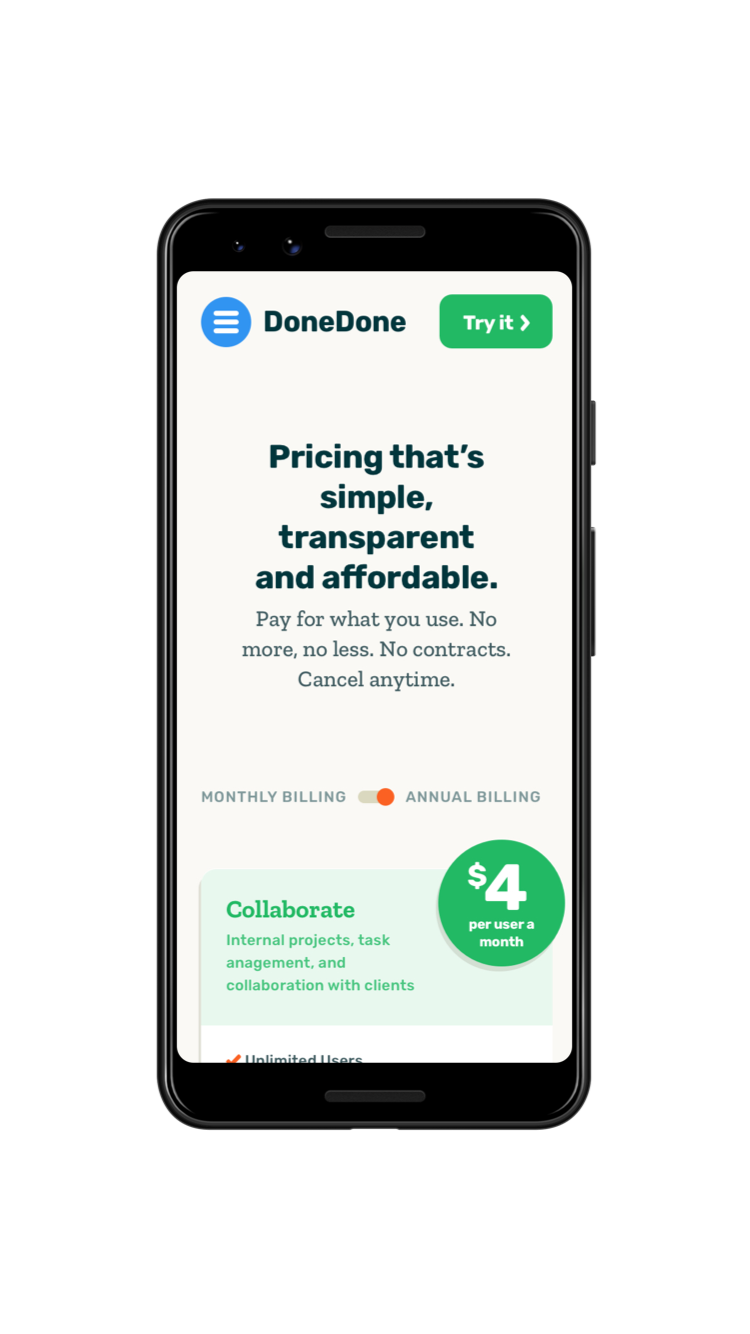 DoneDone
Try it ❯
Pricing that’s
simple,
transparent
and affordable.
Pay for what you use. No
more, no less. No contracts.
Cancel anytime.
MONTHLY BILLING
ANNUAL BILLING
$4
per user a
month
Collaborate
Internal projects, task
anagement, and
collaboration with clients
Unlimited Users